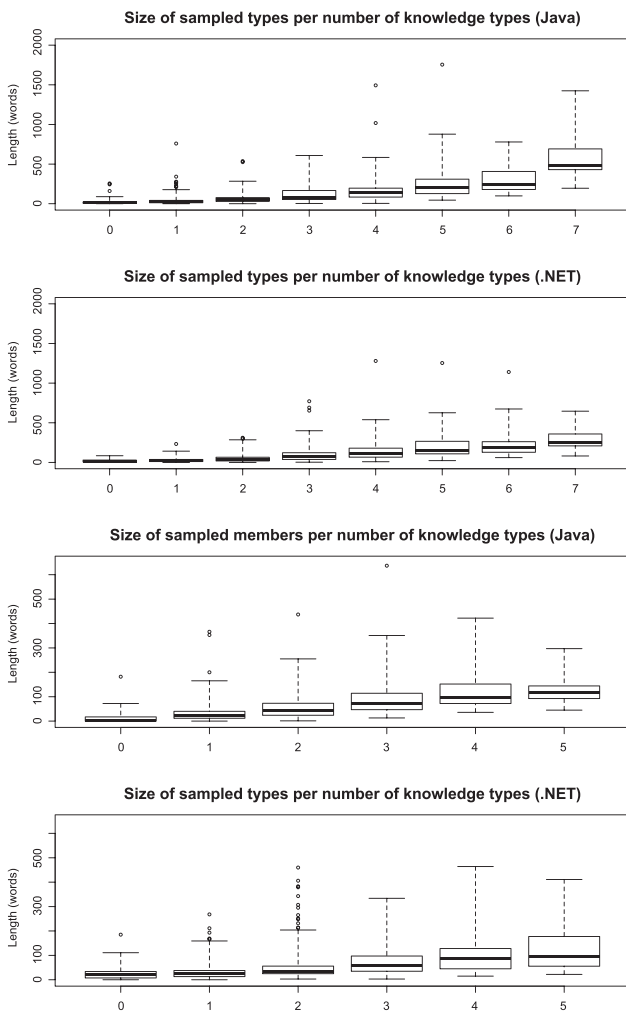 Size of sampled types per number of knowledge types (Java)
Length (words)
2000
1500
1000
500
0
0 1 2 3 4 5 6 7
Size of sampled types per number of knowledge types (.NET)
Length (words)
2000
1500
1000
500
0
0 1 2 3 4 5 6 7
Size of sampled members per number of knowledge types (Java)
Length (words)
500
300
100
0
0 1 2 3 4 5
Size of sampled types per number of knowledge types (.NET)
Length (words)
500
300
100
0
0 1 2 3 4 5